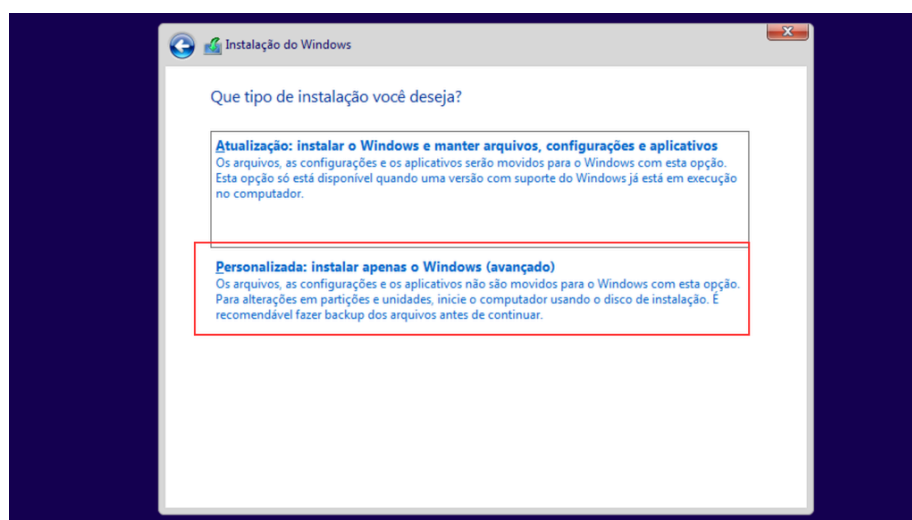 Instalação do Windows
Que tipo de instalação você deseja?
Atualização: instalar o Windows e manter arquivos, configurações e aplicativos
Os arquivos, as configurações e os aplicativos serão movidos para o Windows com esta opção.
Esta opção só está disponível quando uma versão com suporte do Windows já está em execução
no computador.
Personalizada: instalar apenas o Windows (avançado)
Os arquivos, as configurações e os aplicativos não são movidos para o Windows com esta opção.
Para alterações em partições e unidades, inicie o computador usando o disco de instalação. É
recomendável fazer backup dos arquivos antes de continuar.